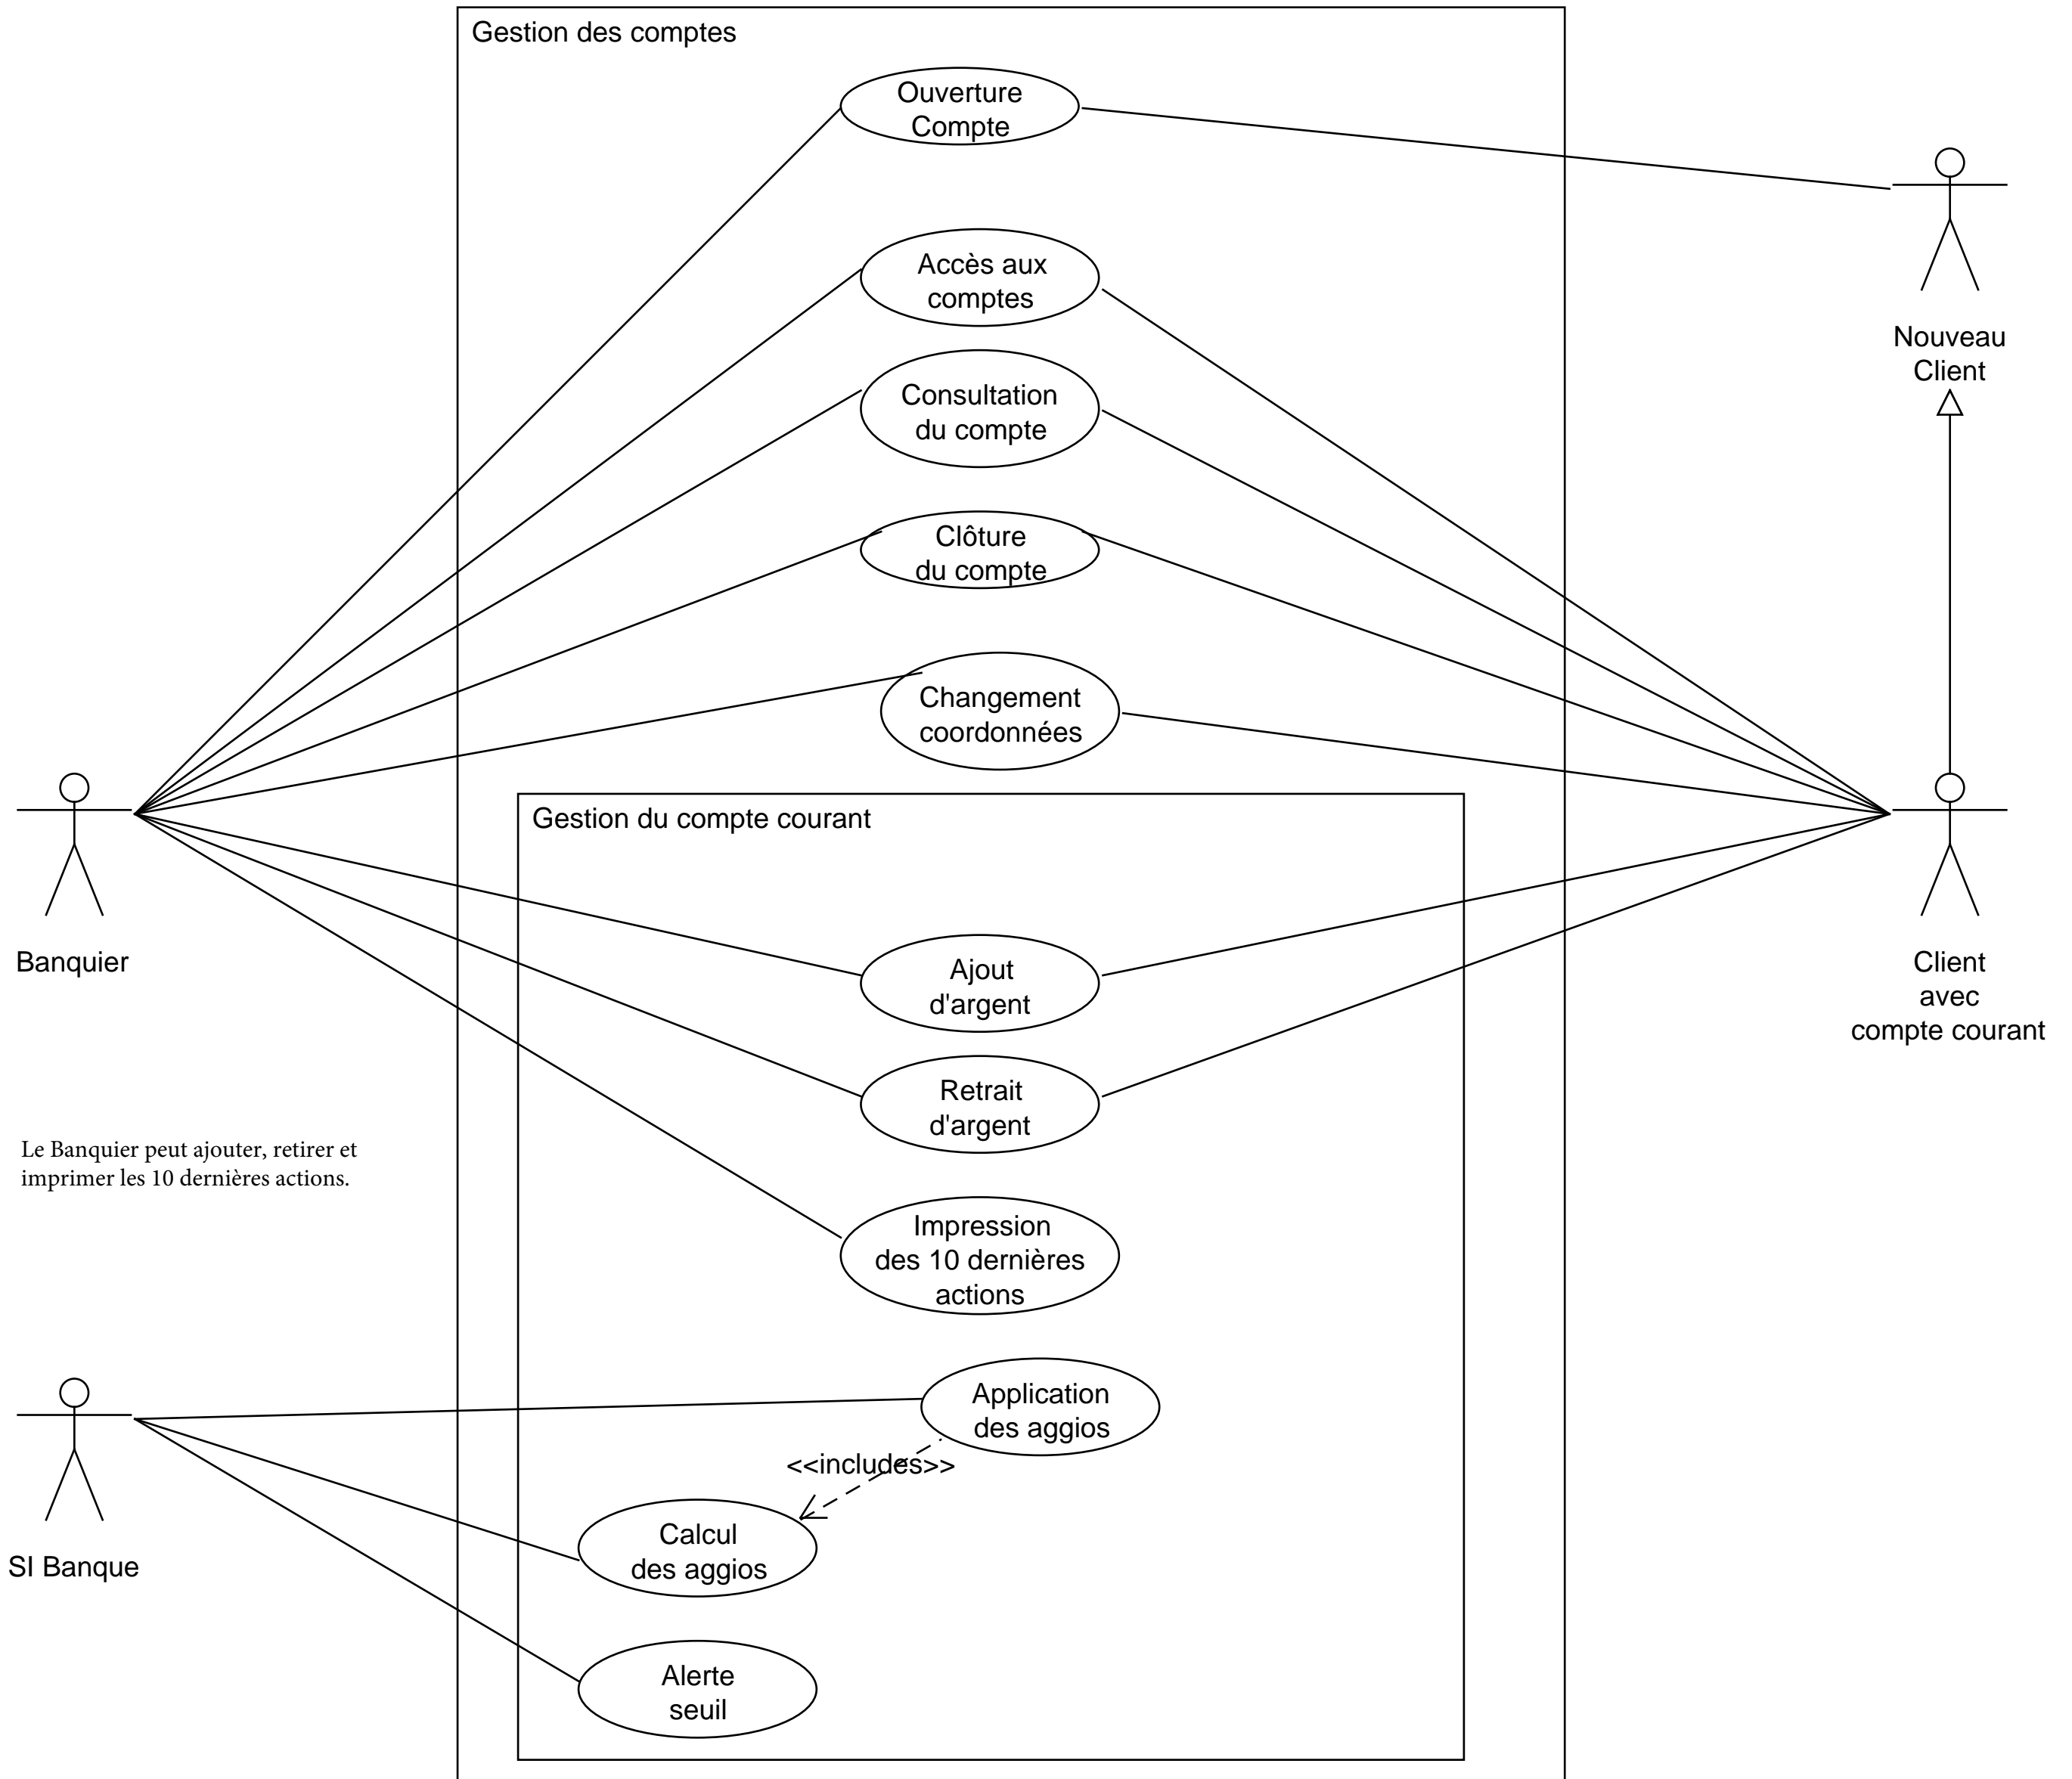 Gestion des comptes
Ouverture
Compte
Accès aux
comptes
Nouveau
Client
Consultation
du compte
Clôture
du compte
Changement
coordonnées
Gestion du compte courant
Banquier
Ajout
d'argent
Client
avec
compte courant
Retrait
d'argent
Le Banquier peut ajouter, retirer et
imprimer les 10 dernières actions.
Impression
des 10 dernières
actions
Application
des aggios
<<includes>>
Calcul
des aggios
SI Banque
Alerte
seuil